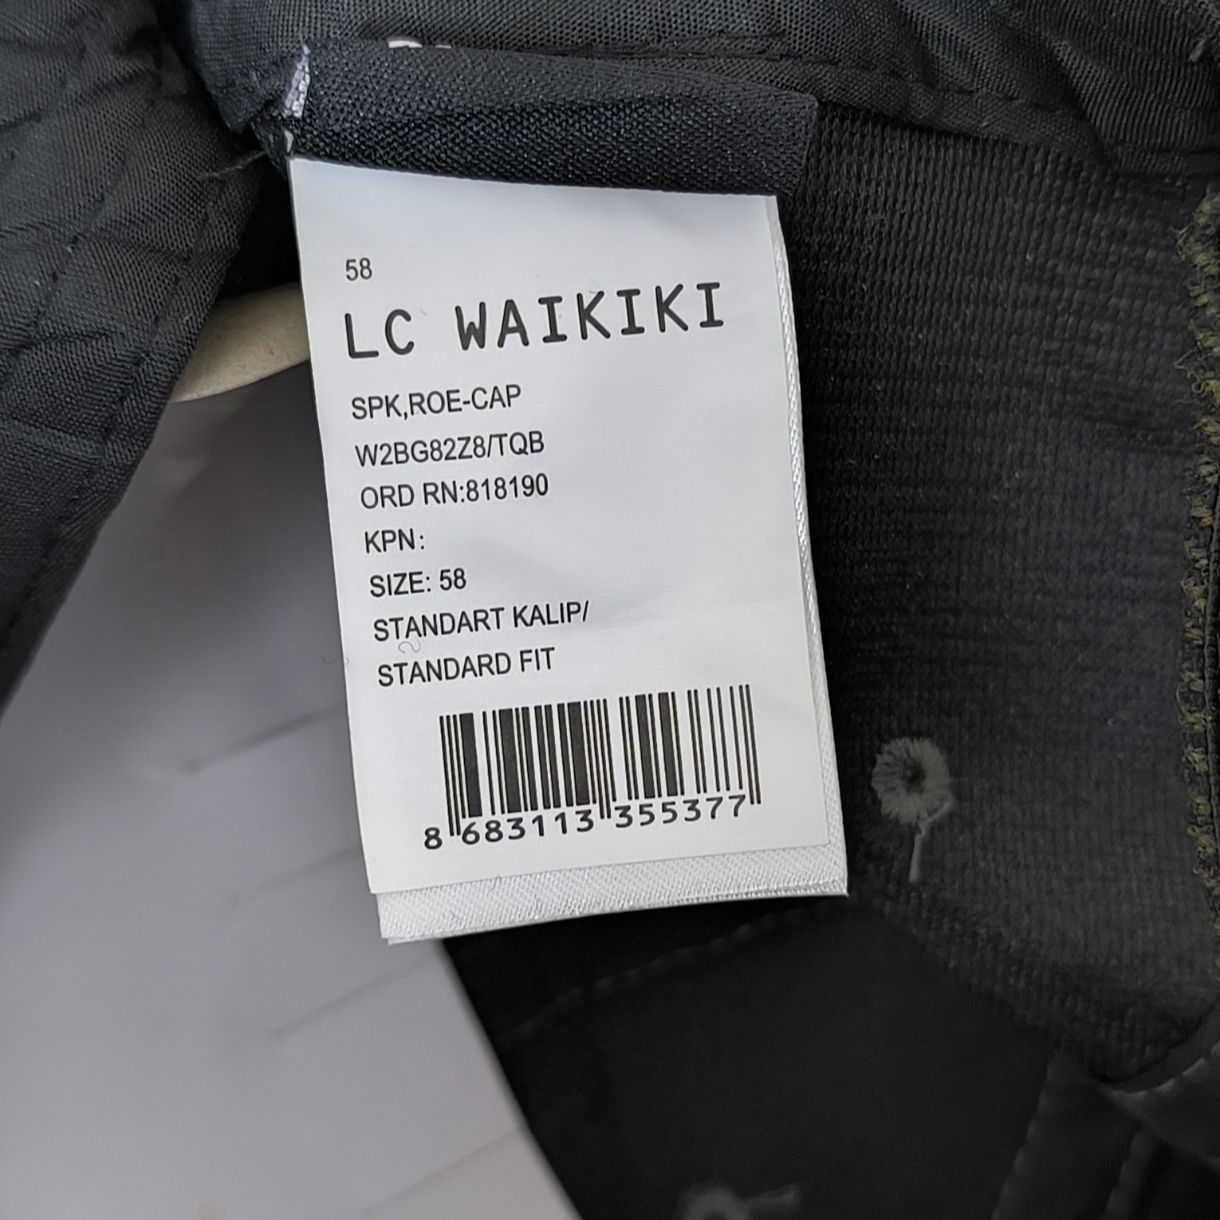 58
LC WAIKIKI
SPK,ROE-CAP
W2BG82Z8/TQB
ORD RN:818190
KPN:
SIZE: 58
STANDART KALIP/
STANDARD FIT
8 683113 355377